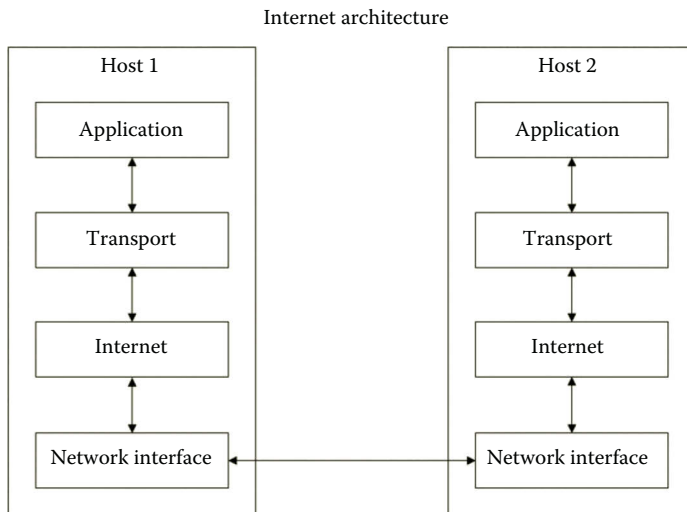 Internet architecture
Host 1
Application
Transport
Internet
Network interface
Host 2
Application
Transport
Internet
Network interface